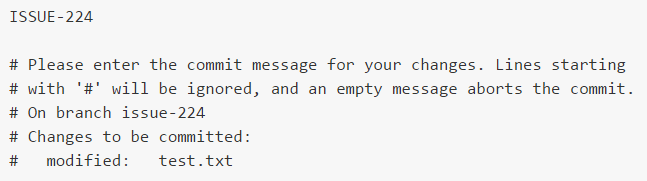 ISSUE-224
# Please enter the commit message for your changes. Lines starting
# with '#' will be ignored, and an empty message aborts the commit.
# On branch issue-224
# Changes to be committed:
#   modified:   test.txt